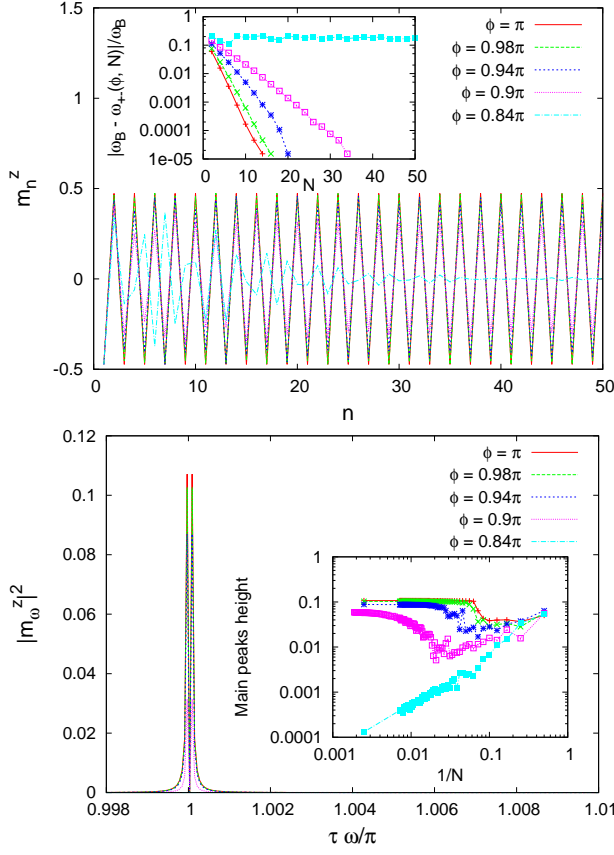 |ω_B - ω_+-(ϕ, N)|/ω_B
1
0.1
0.01
0.001
0.0001
1e-05
0 10 20 30 40 50
N
ϕ = π
ϕ = 0.98π
ϕ = 0.94π
ϕ = 0.9π
ϕ = 0.84π
m_n^z
1.5
1
0.5
0
-0.5
0 10 20 30 40 50
n
|m_ω^z|^2
0.12
0.1
0.08
0.06
0.04
0.02
0
ϕ = π
ϕ = 0.98π
ϕ = 0.94π
ϕ = 0.9π
ϕ = 0.84π
Main peaks height
1
0.1
0.01
0.001
0.0001
0.001 0.01 0.1 1
1/N
0.998 1 1.002 1.004 1.006 1.008 1.01
τ ω/π